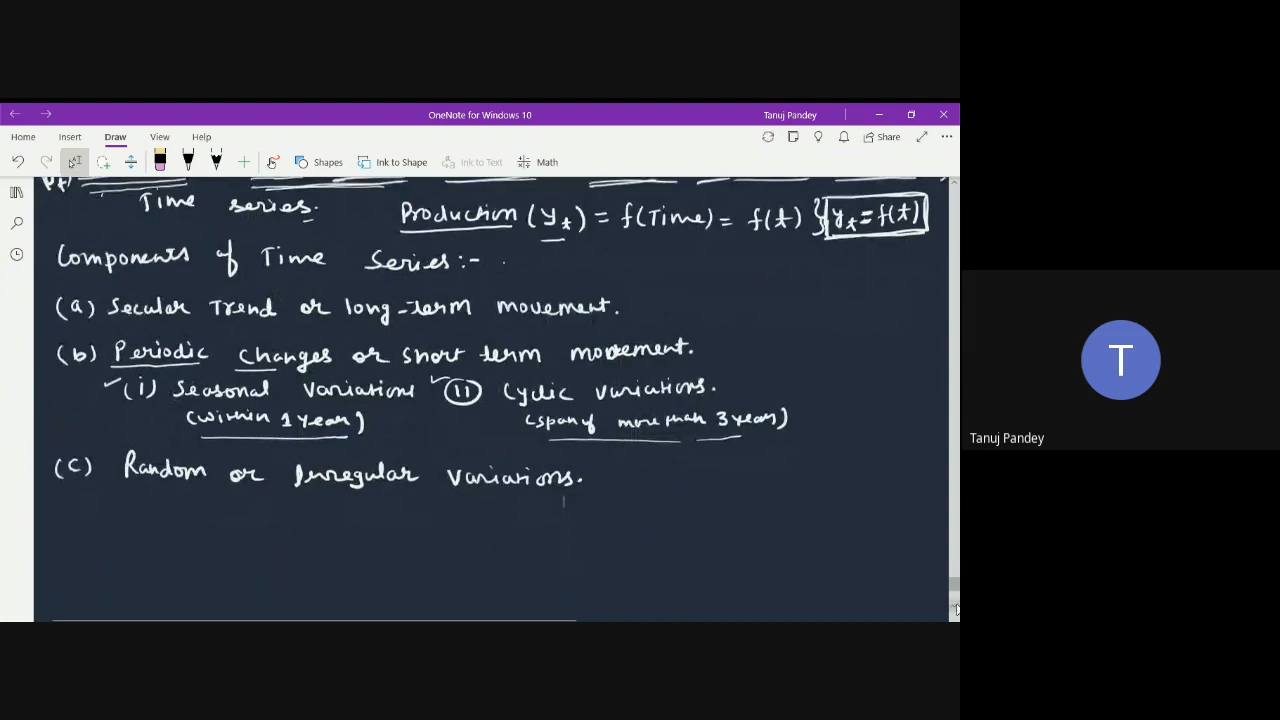 OneNote for Windows 10
Tanuj Pandey
Home Insert Draw View Help
Share
Shapes Ink to Shape Ink to Text Math
Time series.
Production (y_t) = f(Time) = f(t) } y_t = f(t)
Components of Time Series:-
(a) Secular Trend or long-term movement.
(b) Periodic changes or short term movement.
(i) Seasonal Variations (ii) Cyclic variations.
(within 1 year) (span of more than 3 year)
(c) Random or Irregular variations.
T
Tanuj Pandey